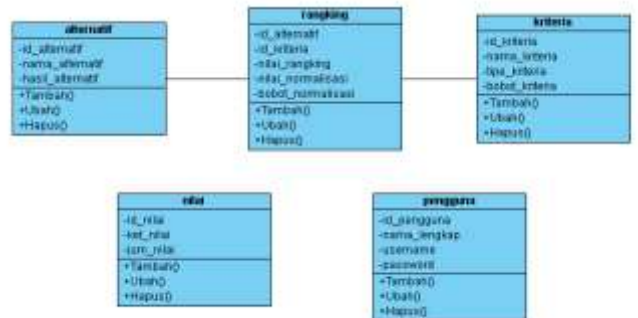 alternatif
-id_alternatif
-nama_alternatif
-hasil_alternatif
+Tambah()
+Ubah()
+Hapus()
rangking
-id_alternatif
-id_kriteria
-nilai_rangking
-nilai_normalisasi
-bobot_normalisasi
+Tambah()
+Ubah()
+Hapus()
kriteria
-id_kriteria
-nama_kriteria
-tipe_kriteria
-bobot_kriteria
+Tambah()
+Ubah()
+Hapus()
nilai
-id_nilai
-ket_nilai
-jum_nilai
+Tambah()
+Ubah()
+Hapus()
pengguna
-id_pengguna
-nama_lengkap
-username
-password
+Tambah()
+Ubah()
+Hapus()